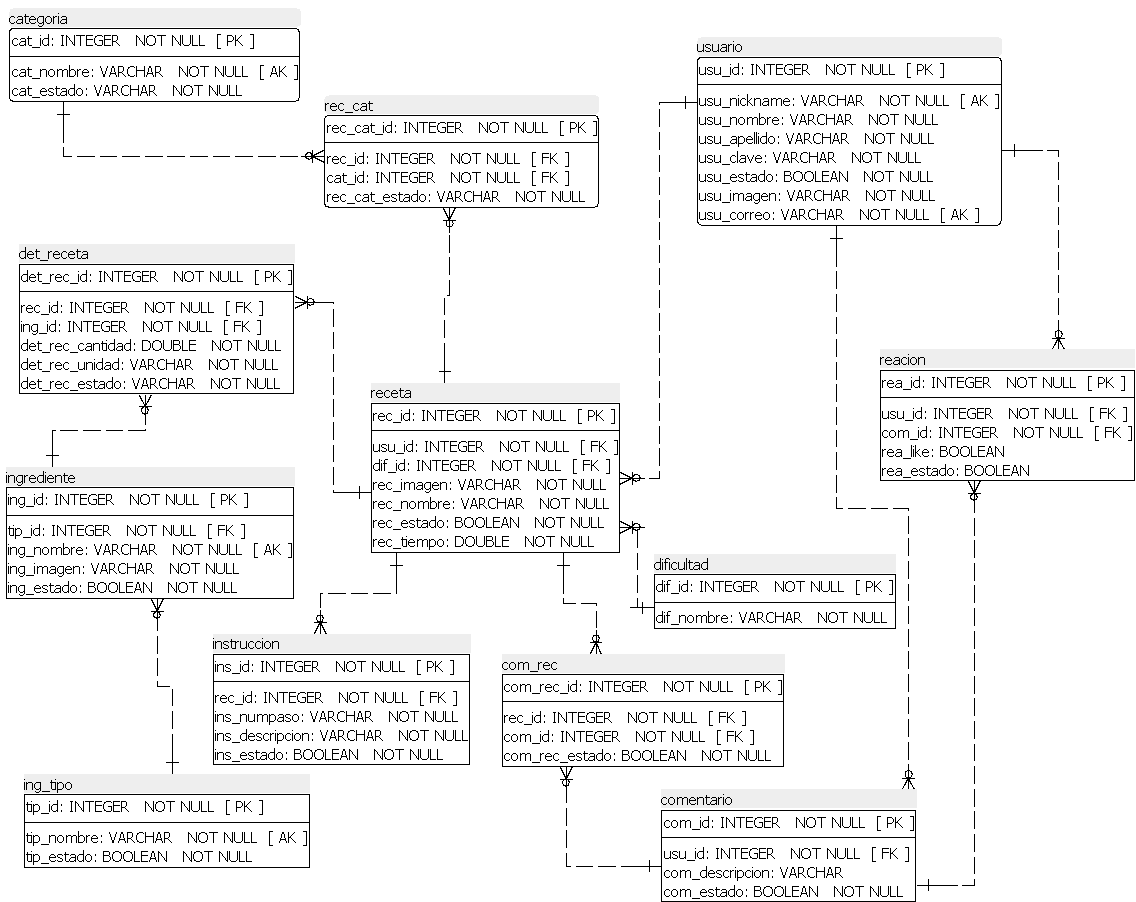 categoria
cat_id: INTEGER NOT NULL [ PK ]
cat_nombre: VARCHAR NOT NULL [ AK ]
cat_estado: VARCHAR NOT NULL
rec_cat
rec_cat_id: INTEGER NOT NULL [ PK ]
rec_id: INTEGER NOT NULL [ FK ]
cat_id: INTEGER NOT NULL [ FK ]
rec_cat_estado: VARCHAR NOT NULL
usuario
usu_id: INTEGER NOT NULL [ PK ]
usu_nickname: VARCHAR NOT NULL [ AK ]
usu_nombre: VARCHAR NOT NULL
usu_apellido: VARCHAR NOT NULL
usu_clave: VARCHAR NOT NULL
usu_estado: BOOLEAN NOT NULL
usu_imagen: VARCHAR NOT NULL
usu_correo: VARCHAR NOT NULL [ AK ]
det_receta
det_rec_id: INTEGER NOT NULL [ PK ]
rec_id: INTEGER NOT NULL [ FK ]
ing_id: INTEGER NOT NULL [ FK ]
det_rec_cantidad: DOUBLE NOT NULL
det_rec_unidad: VARCHAR NOT NULL
det_rec_estado: VARCHAR NOT NULL
receta
rec_id: INTEGER NOT NULL [ PK ]
usu_id: INTEGER NOT NULL [ FK ]
dif_id: INTEGER NOT NULL [ FK ]
rec_imagen: VARCHAR NOT NULL
rec_nombre: VARCHAR NOT NULL
rec_estado: BOOLEAN NOT NULL
rec_tiempo: DOUBLE NOT NULL
reacion
rea_id: INTEGER NOT NULL [ PK ]
usu_id: INTEGER NOT NULL [ FK ]
com_id: INTEGER NOT NULL [ FK ]
rea_like: BOOLEAN
rea_estado: BOOLEAN
ingrediente
ing_id: INTEGER NOT NULL [ PK ]
tip_id: INTEGER NOT NULL [ FK ]
ing_nombre: VARCHAR NOT NULL [ AK ]
ing_imagen: VARCHAR NOT NULL
ing_estado: BOOLEAN NOT NULL
dificultad
dif_id: INTEGER NOT NULL [ PK ]
dif_nombre: VARCHAR NOT NULL
instruccion
ins_id: INTEGER NOT NULL [ PK ]
rec_id: INTEGER NOT NULL [ FK ]
ins_numpaso: VARCHAR NOT NULL
ins_descripcion: VARCHAR NOT NULL
ins_estado: BOOLEAN NOT NULL
com_rec
com_rec_id: INTEGER NOT NULL [ PK ]
rec_id: INTEGER NOT NULL [ FK ]
com_id: INTEGER NOT NULL [ FK ]
com_rec_estado: BOOLEAN NOT NULL
ing_tipo
tip_id: INTEGER NOT NULL [ PK ]
tip_nombre: VARCHAR NOT NULL [ AK ]
tip_estado: BOOLEAN NOT NULL
comentario
com_id: INTEGER NOT NULL [ PK ]
usu_id: INTEGER NOT NULL [ FK ]
com_descripcion: VARCHAR
com_estado: BOOLEAN NOT NULL